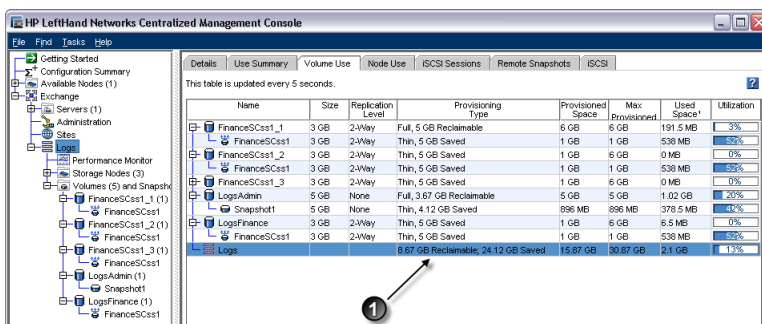 HP LeftHand Networks Centralized Management Console
File Find Tasks Help
Getting Started
Configuration Summary
Available Nodes (1)
Exchange
Servers (1)
Administration
Sites
Logs
Performance Monitor
Storage Nodes (3)
Volumes (5) and Snapsho
FinanceSCss1_1 (1)
FinanceSCss1
FinanceSCss1_2 (1)
FinanceSCss1
FinanceSCss1_3 (1)
FinanceSCss1
LogsAdmin (1)
Snapshot1
LogsFinance (1)
FinanceSCss1
Details Use Summary Volume Use Node Use iSCSI Sessions Remote Snapshots iSCSI
This table is updated every 5 seconds. ?
Name Size Replication Level Provisioning Type Provisioned Space Max Provisioned Used Space* Utilization
FinanceSCss1_1 3 GB 2-Way Full, 5 GB Reclaimable 6 GB 6 GB 191.5 MB 3%
FinanceSCss1 3 GB 2-Way Thin, 5 GB Saved 1 GB 1 GB 538 MB 52%
FinanceSCss1_2 3 GB 2-Way Thin, 5 GB Saved 1 GB 6 GB 0 MB 0%
FinanceSCss1 3 GB 2-Way Thin, 5 GB Saved 1 GB 1 GB 538 MB 52%
FinanceSCss1_3 3 GB 2-Way Thin, 5 GB Saved 1 GB 6 GB 0 MB 0%
LogsAdmin 5 GB None Full, 3.67 GB Reclaimable 5 GB 5 GB 1.02 GB 20%
Snapshot1 5 GB None Thin, 4.12 GB Saved 896 MB 896 MB 378.5 MB 42%
LogsFinance 3 GB 2-Way Thin, 5 GB Saved 1 GB 6 GB 6.5 MB 0%
FinanceSCss1 3 GB 2-Way Thin, 5 GB Saved 1 GB 1 GB 538 MB 52%
Logs 8.67 GB Reclaimable; 24.12 GB Saved 15.87 GB 30.87 GB 2.1 GB 13%
1